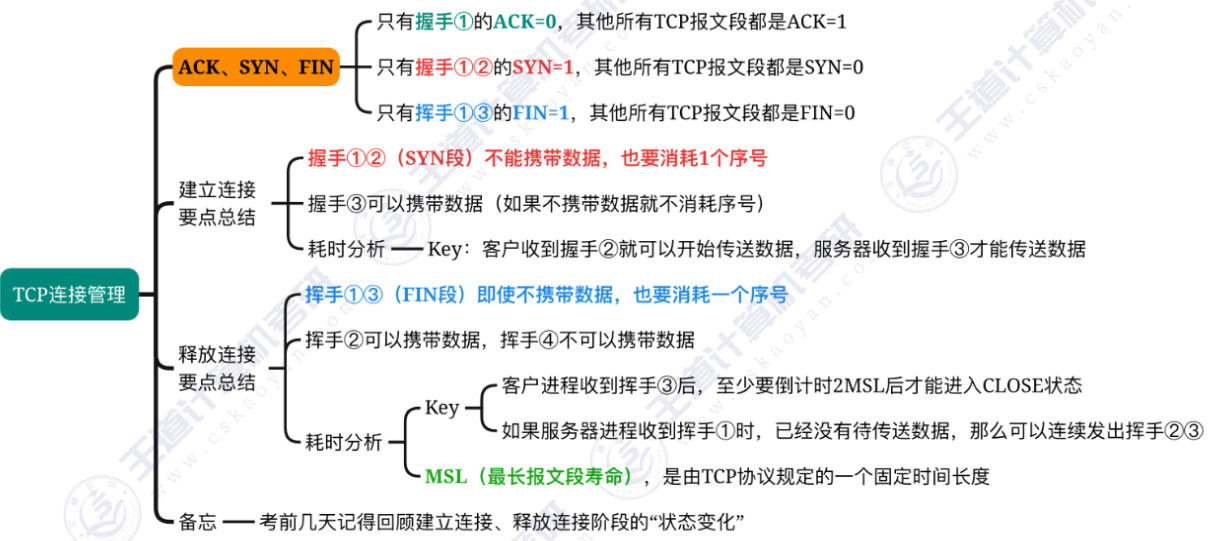 只有握手①的ACK=0，其他所有TCP报文段都是ACK=1
ACK、SYN、FIN
只有握手①②的SYN=1，其他所有TCP报文段都是SYN=0
只有挥手①③的FIN=1，其他所有TCP报文段都是FIN=0
握手①②（SYN段）不能携带数据，也要消耗1个序号
建立连接
要点总结
握手③可以携带数据（如果不携带数据就不消耗序号）
耗时分析
Key：客户收到握手②就可以开始传送数据，服务器收到握手③才能传送数据
TCP连接管理
挥手①③（FIN段）即使不携带数据，也要消耗一个序号
挥手②可以携带数据，挥手④不可以携带数据
释放连接
要点总结
客户进程收到挥手③后，至少要倒计时2MSL后才能进入CLOSE状态
Key
如果服务器进程收到挥手①时，已经没有待传送数据，那么可以连续发出挥手②③
耗时分析
MSL（最长报文段寿命），是由TCP协议规定的一个固定时间长度
备忘
考前几天记得回顾建立连接、释放连接阶段的“状态变化”
王道计算机考研
www.cskaoyan.com